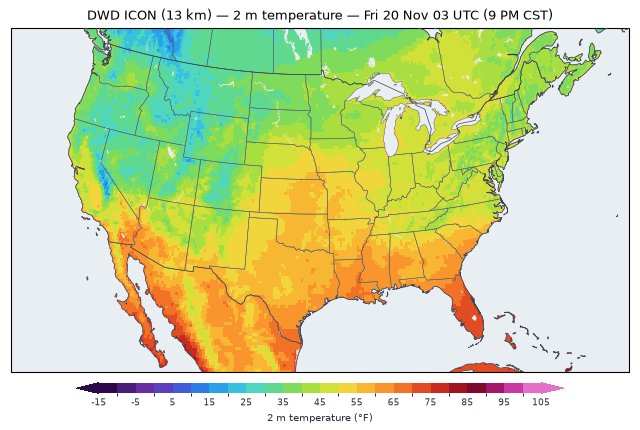 DWD ICON (13 km) — 2 m temperature — Fri 20 Nov 03 UTC (9 PM CST)
-15 -5 5 15 25 35 45 55 65 75 85 95 105
2 m temperature (°F)